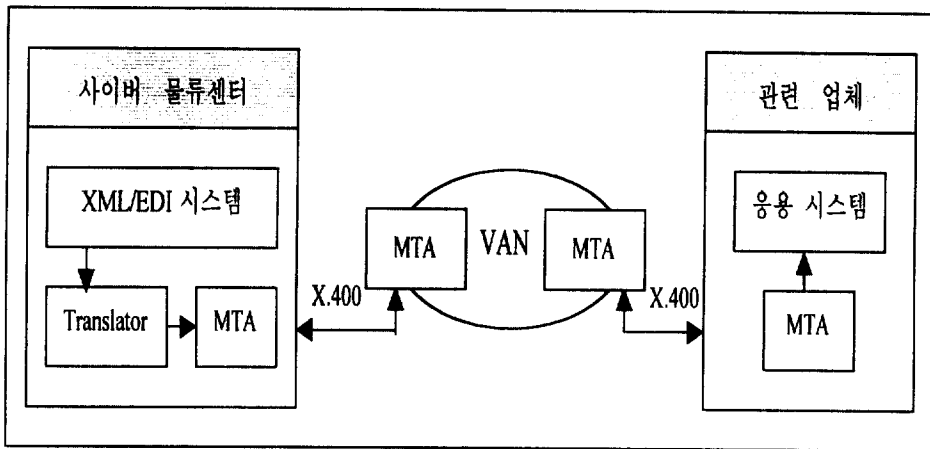 사이버 물류센터
관련 업체
XML/EDI 시스템
응용 시스템
MTA
VAN
MTA
X.400
X.400
Translator
MTA
MTA